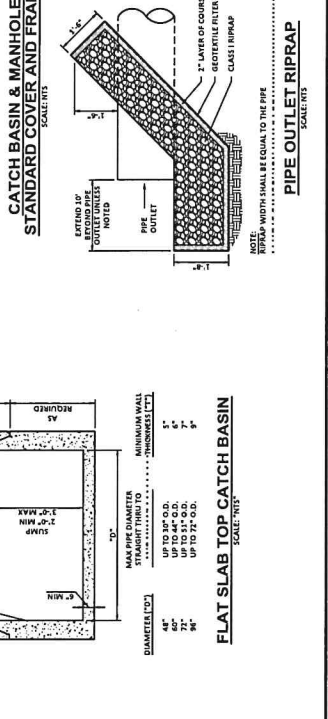 CATCH BASIN & MANHOLE
STANDARD COVER AND FRA
SCALE: NTS
1'-6"
1'-6"
EXTEND 10'
BEYOND PIPE
OUTLET UNLESS
NOTED
PIPE
OUTLET
1'-8"
2" LAYER OF COURS
GEOTEXTILE FILTER
CLASS I RIPRAP
NOTE:
RIPRAP WIDTH SHALL BE EQUAL TO THE PIPE
PIPE OUTLET RIPRAP
SCALE: NTS
AS
REQUIRED
SUMP
2'-0" MIN
3'-0" MAX
6" MIN
"D"
DIAMETER ("D")
MAX PIPE DIAMETER
STRAIGHT THRU TO
MINIMUM WALL
THICKNESS ("T")
48" UP TO 30" O.D. 5"
60" UP TO 44" O.D. 6"
72" UP TO 51" O.D. 7"
96" UP TO 72" O.D. 9"
FLAT SLAB TOP CATCH BASIN
SCALE: "NTS"